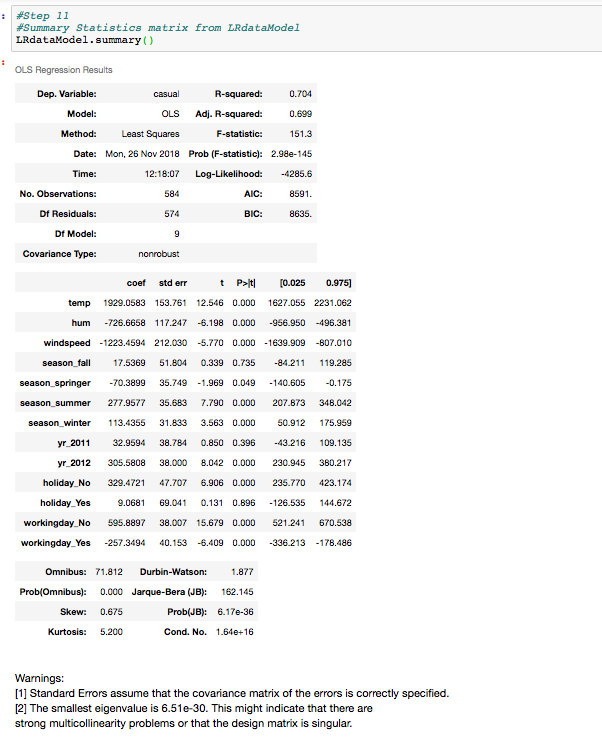 #Step 11
#Summary Statistics matrix from LRdataModel
LRdataModel.summary()
OLS Regression Results
Dep. Variable: casual R-squared: 0.704
Model: OLS Adj. R-squared: 0.699
Method: Least Squares F-statistic: 151.3
Date: Mon, 26 Nov 2018 Prob (F-statistic): 2.98e-145
Time: 12:18:07 Log-Likelihood: -4285.6
No. Observations: 584 AIC: 8591.
Df Residuals: 574 BIC: 8635.
Df Model: 9
Covariance Type: nonrobust
coef std err t P>|t| [0.025 0.975]
temp 1929.0583 153.761 12.546 0.000 1627.055 2231.062
hum -726.6658 117.247 -6.198 0.000 -956.950 -496.381
windspeed -1223.4594 212.030 -5.770 0.000 -1639.909 -807.010
season_fall 17.5369 51.804 0.339 0.735 -84.211 119.285
season_springer -70.3899 35.749 -1.969 0.049 -140.605 -0.175
season_summer 277.9577 35.683 7.790 0.000 207.873 348.042
season_winter 113.4355 31.833 3.563 0.000 50.912 175.959
yr_2011 32.9594 38.784 0.850 0.396 -43.216 109.135
yr_2012 305.5808 38.000 8.042 0.000 230.945 380.217
holiday_No 329.4721 47.707 6.906 0.000 235.770 423.174
holiday_Yes 9.0681 69.041 0.131 0.896 -126.535 144.672
workingday_No 595.8897 38.007 15.679 0.000 521.241 670.538
workingday_Yes -257.3494 40.153 -6.409 0.000 -336.213 -178.486
Omnibus: 71.812 Durbin-Watson: 1.877
Prob(Omnibus): 0.000 Jarque-Bera (JB): 162.145
Skew: 0.675 Prob(JB): 6.17e-36
Kurtosis: 5.200 Cond. No. 1.64e+16
Warnings:
[1] Standard Errors assume that the covariance matrix of the errors is correctly specified.
[2] The smallest eigenvalue is 6.51e-30. This might indicate that there are
strong multicollinearity problems or that the design matrix is singular.